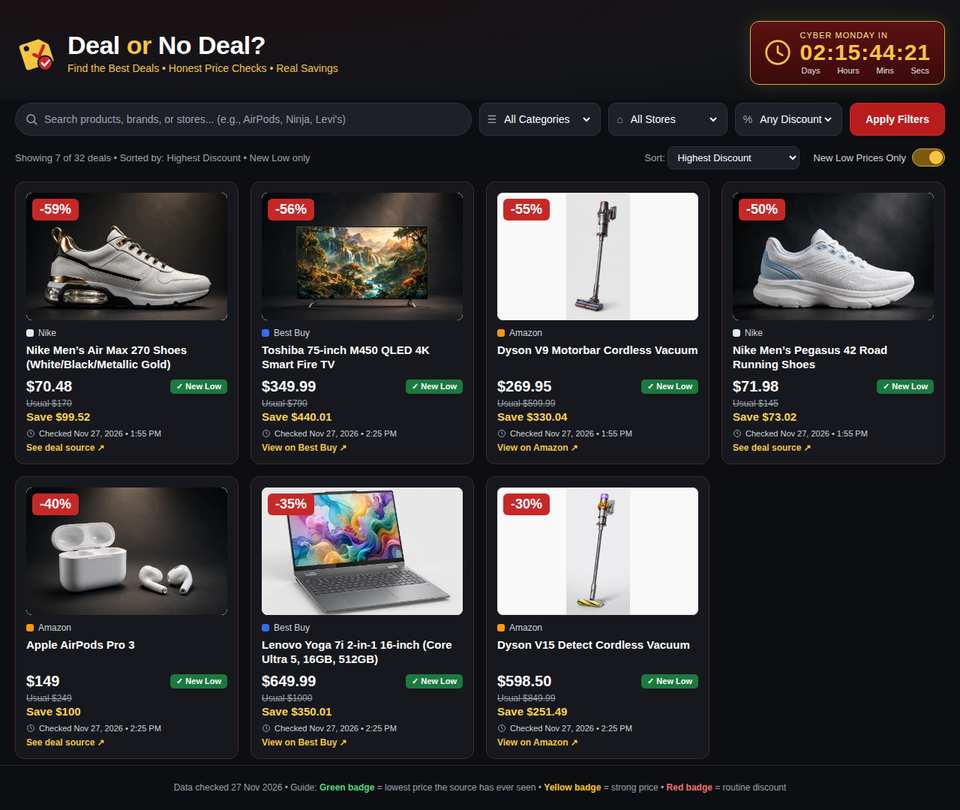 Deal or No Deal?
Find the Best Deals • Honest Price Checks • Real Savings
CYBER MONDAY IN
02:15:44:21
Days Hours Mins Secs
Search products, brands, or stores... (e.g., AirPods, Ninja, Levi's)
All Categories
All Stores
% Any Discount
Apply Filters
Showing 7 of 32 deals • Sorted by: Highest Discount • New Low only
Sort: Highest Discount
New Low Prices Only
-59%
Nike
Nike Men’s Air Max 270 Shoes
(White/Black/Metallic Gold)
$70.48
✓ New Low
Usual $170
Save $99.52
Checked Nov 27, 2026 • 1:55 PM
See deal source ↗
-56%
Best Buy
Toshiba 75-inch M450 QLED 4K
Smart Fire TV
$349.99
✓ New Low
Usual $790
Save $440.01
Checked Nov 27, 2026 • 2:25 PM
View on Best Buy ↗
-55%
Amazon
Dyson V9 Motorbar Cordless Vacuum
$269.95
✓ New Low
Usual $599.99
Save $330.04
Checked Nov 27, 2026 • 1:55 PM
View on Amazon ↗
-50%
Nike
Nike Men’s Pegasus 42 Road
Running Shoes
$71.98
✓ New Low
Usual $145
Save $73.02
Checked Nov 27, 2026 • 1:55 PM
See deal source ↗
-40%
Amazon
Apple AirPods Pro 3
$149
✓ New Low
Usual $249
Save $100
Checked Nov 27, 2026 • 2:25 PM
See deal source ↗
-35%
Best Buy
Lenovo Yoga 7i 2-in-1 16-inch (Core
Ultra 5, 16GB, 512GB)
$649.99
✓ New Low
Usual $1000
Save $350.01
Checked Nov 27, 2026 • 2:25 PM
View on Best Buy ↗
-30%
Amazon
Dyson V15 Detect Cordless Vacuum
$598.50
✓ New Low
Usual $849.99
Save $251.49
Checked Nov 27, 2026 • 2:25 PM
View on Amazon ↗
Data checked 27 Nov 2026 • Guide: Green badge = lowest price the source has ever seen • Yellow badge = strong price • Red badge = routine discount